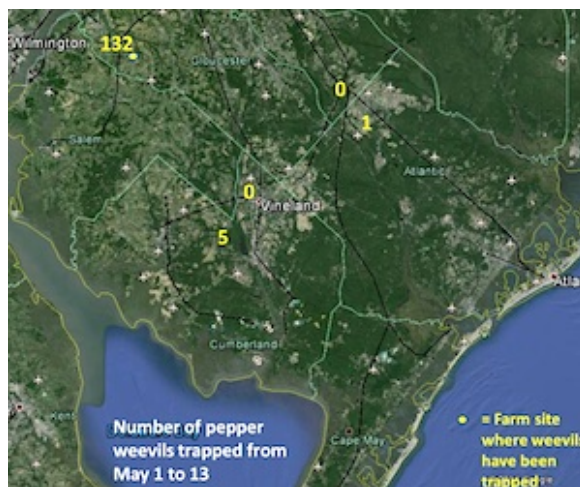 Wilmington
132
Gloucester
0
1
Salem
Atlantic
0
Vineland
5
Cumberland
Number of pepper
weevils trapped from
May 1 to 13
Cape May
= Farm site
where weevils
have been
trapped